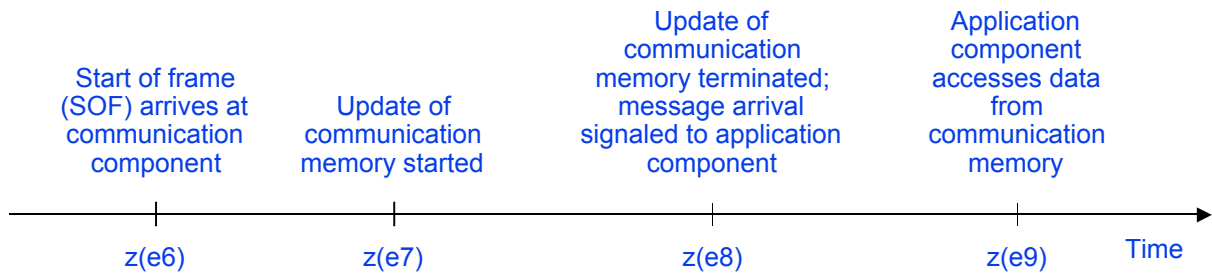 Start of frame
(SOF) arrives at
communication
component
Update of
communication
memory started
Update of
communication
memory terminated;
message arrival
signaled to application
component
Application
component
accesses data
from
communication
memory
z(e6)
z(e7)
z(e8)
z(e9)
Time